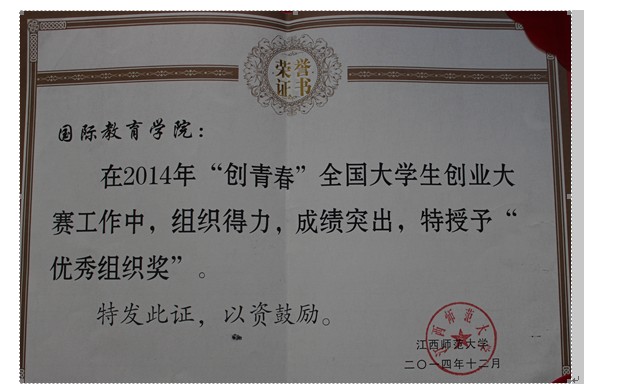 荣誉
证书
国际教育学院：
在2014年“创青春”全国大学生创业大
赛工作中，组织得力，成绩突出，特授予“
优秀组织奖”。
特发此证，以资鼓励。
江西师范大学
江西师范大学
二〇一四年十二月